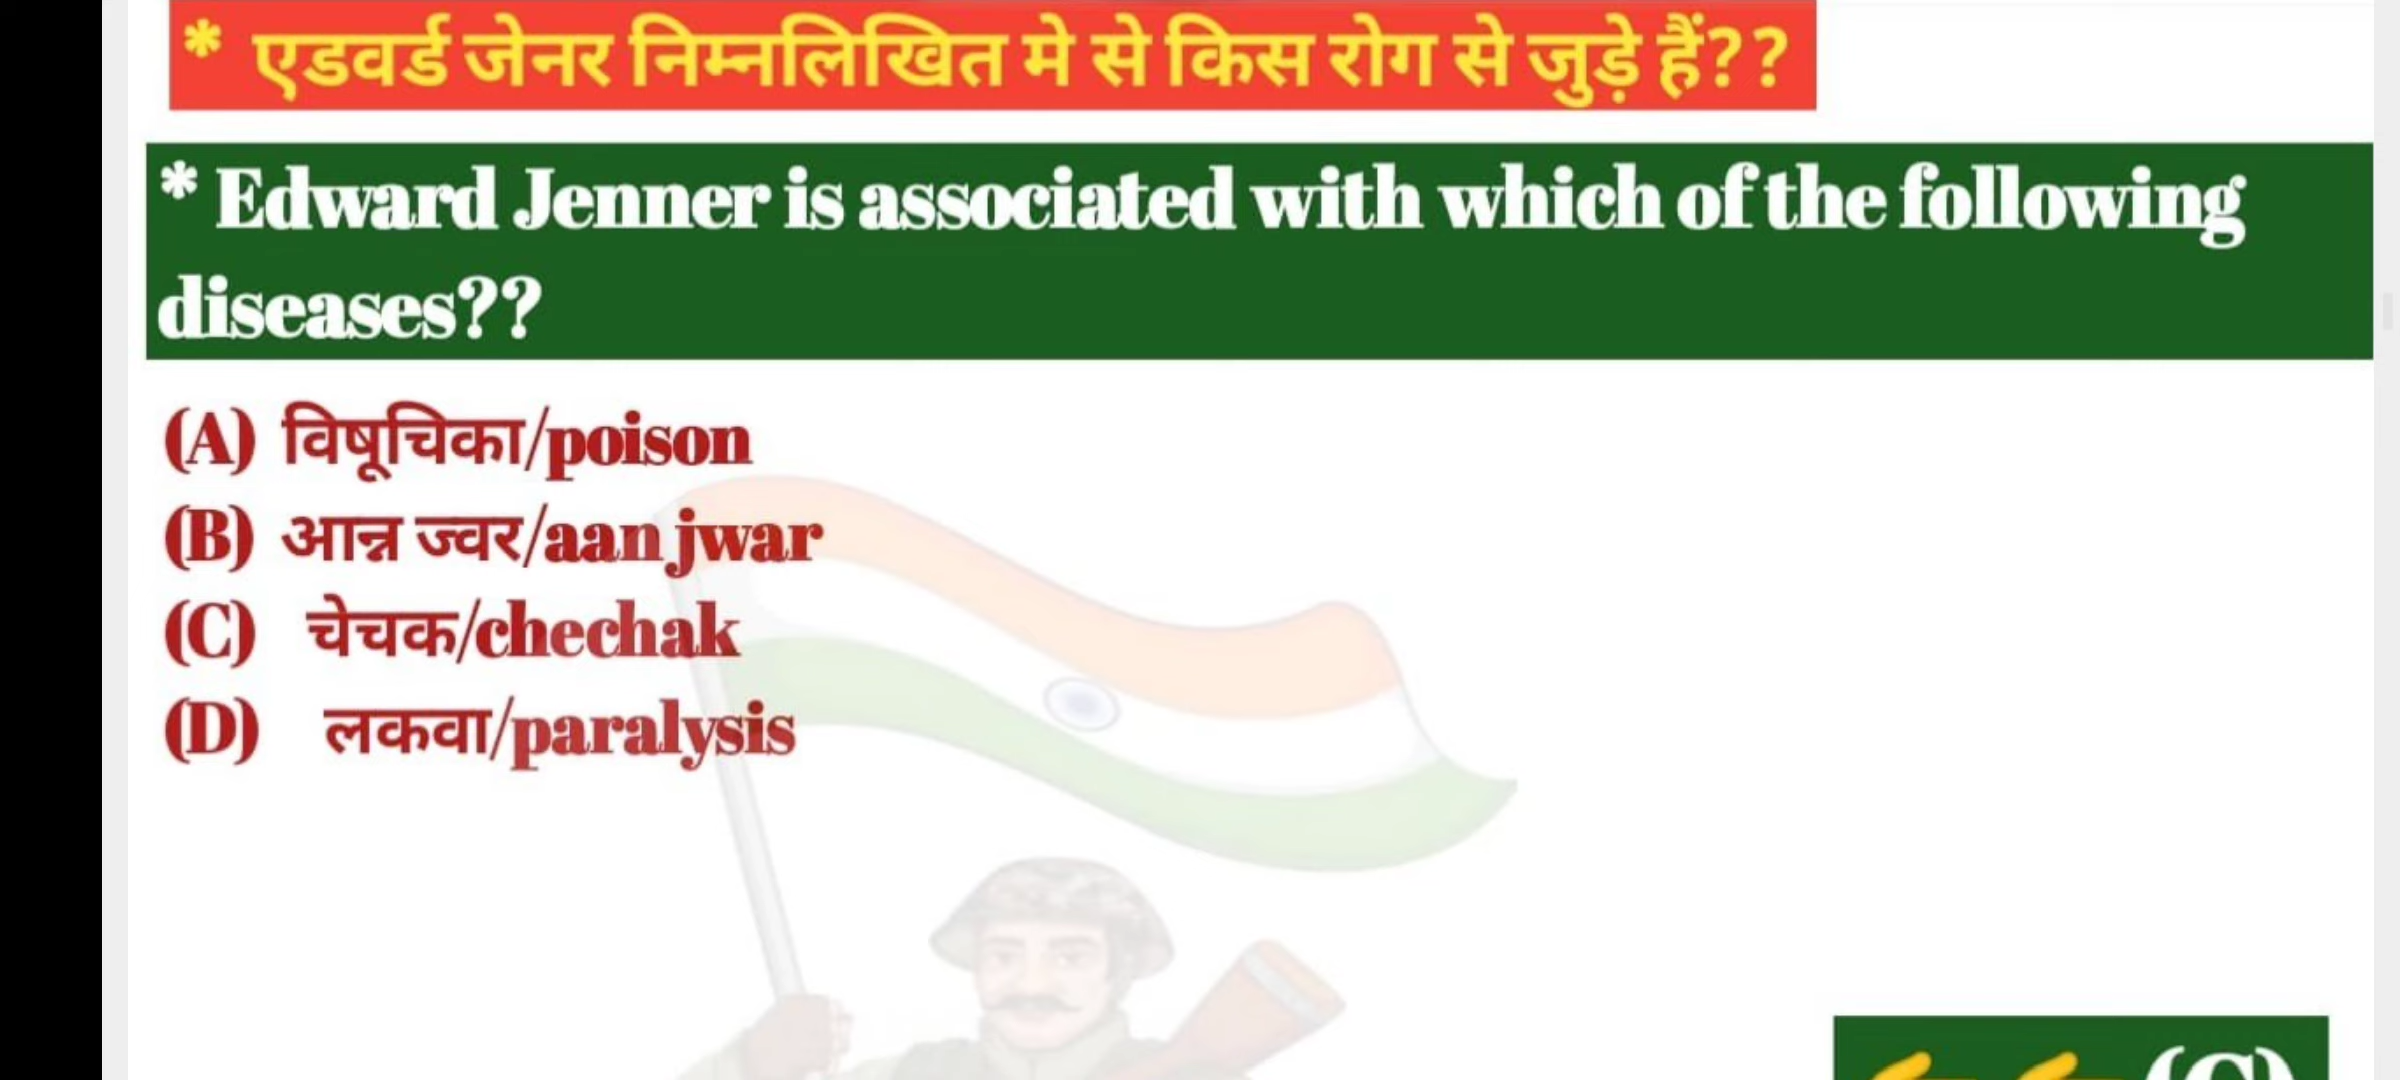 * एडवर्ड जेनर निम्नलिखित मे से किस रोग से जुड़े हैं??
* Edward Jenner is associated with which of the following
diseases??
(A) विषूचिका/poison
(B) आन्न ज्वर/aan jwar
(C) चेचक/chechak
(D) लकवा/paralysis
(C)